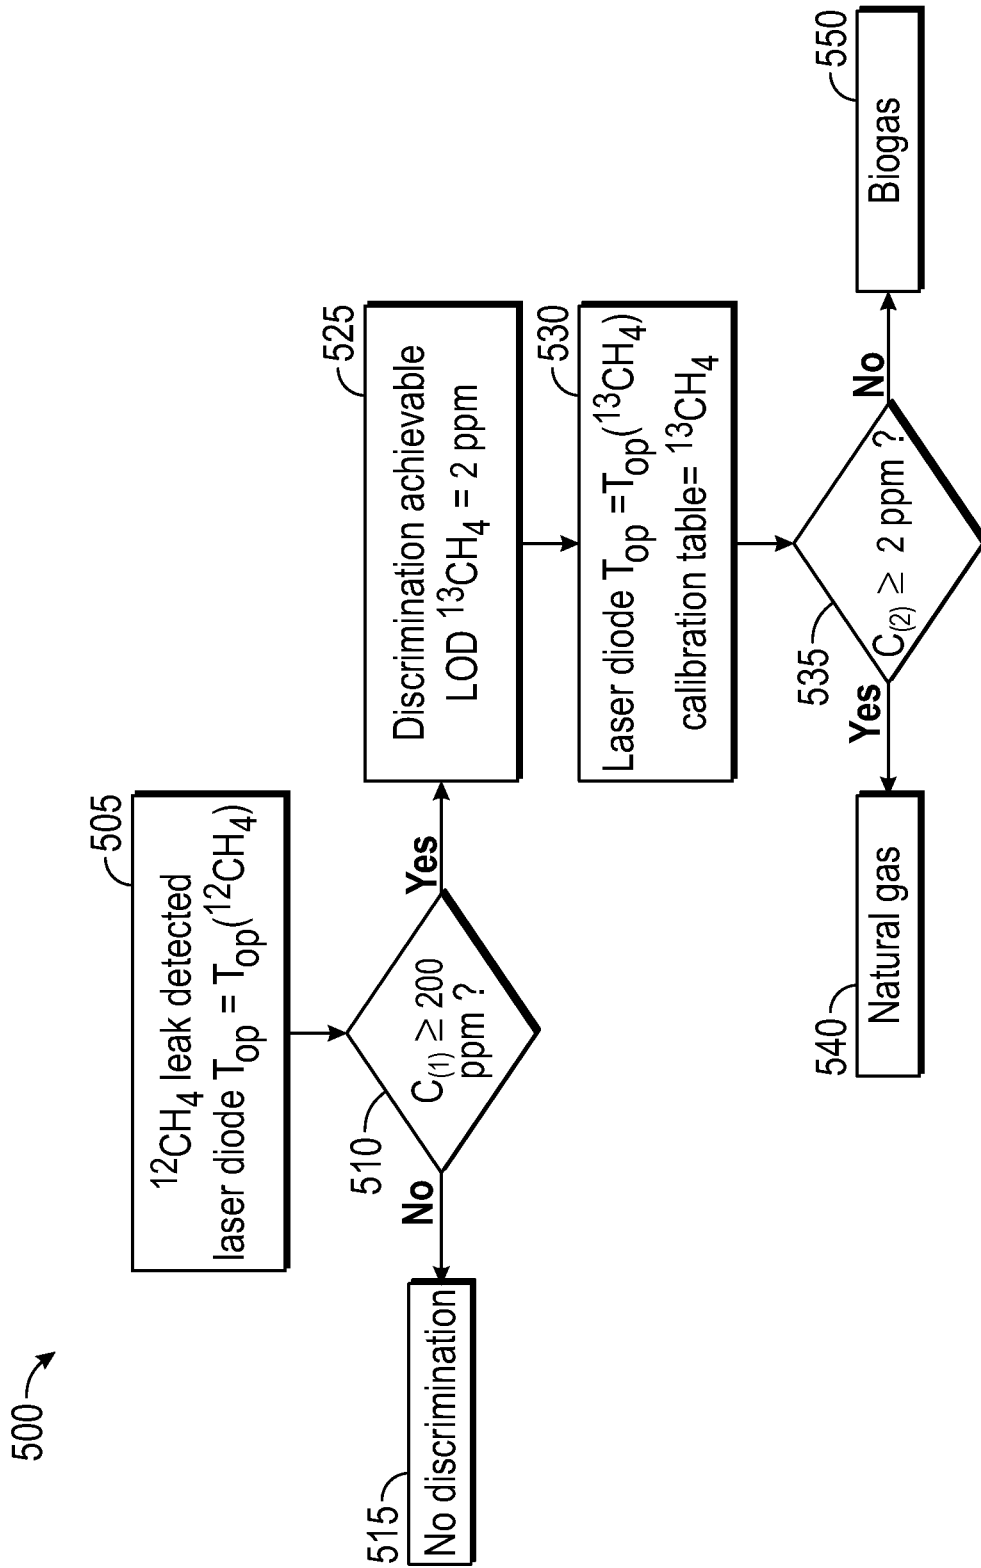 500
505
¹²CH₄ leak detected
laser diode Tₒₚ = Tₒₚ(¹²CH₄)
510
C₍₁₎ ≥ 200
ppm ?
No
Yes
515
No discrimination
525
Discrimination achievable
LOD ¹³CH₄ = 2 ppm
530
Laser diode Tₒₚ =Tₒₚ(¹³CH₄)
calibration table= ¹³CH₄
535
C₍₂₎ ≥ 2 ppm ?
Yes
No
540
Natural gas
550
Biogas